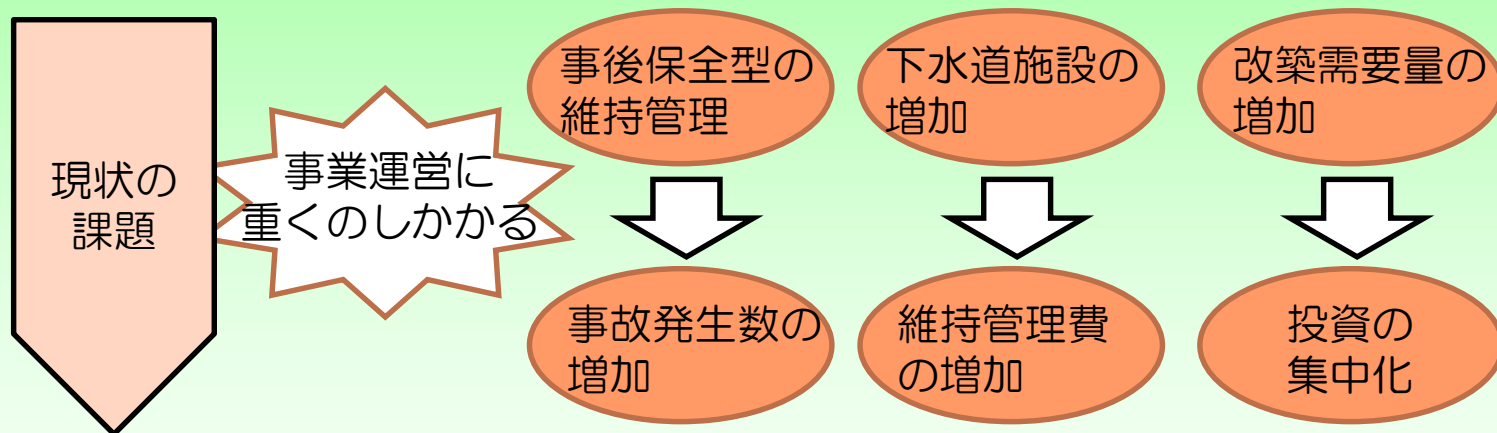 現状の
課題
事業運営に
重くのしかかる
事後保全型の
維持管理
下水道施設の
増加
改築需要量の
増加
事故発生数の
増加
維持管理費
の増加
投資の
集中化